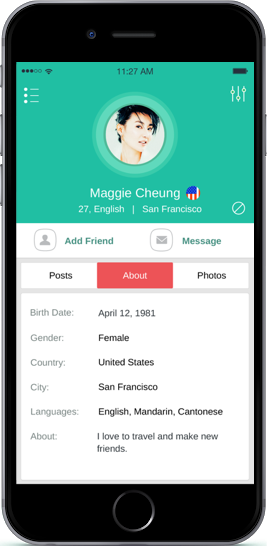 11:27 AM
Maggie Cheung
27, English | San Francisco
Add Friend
Message
Posts
About
Photos
Birth Date: April 12, 1981
Gender: Female
Country: United States
City: San Francisco
Languages: English, Mandarin, Cantonese
About: I love to travel and make new
friends.